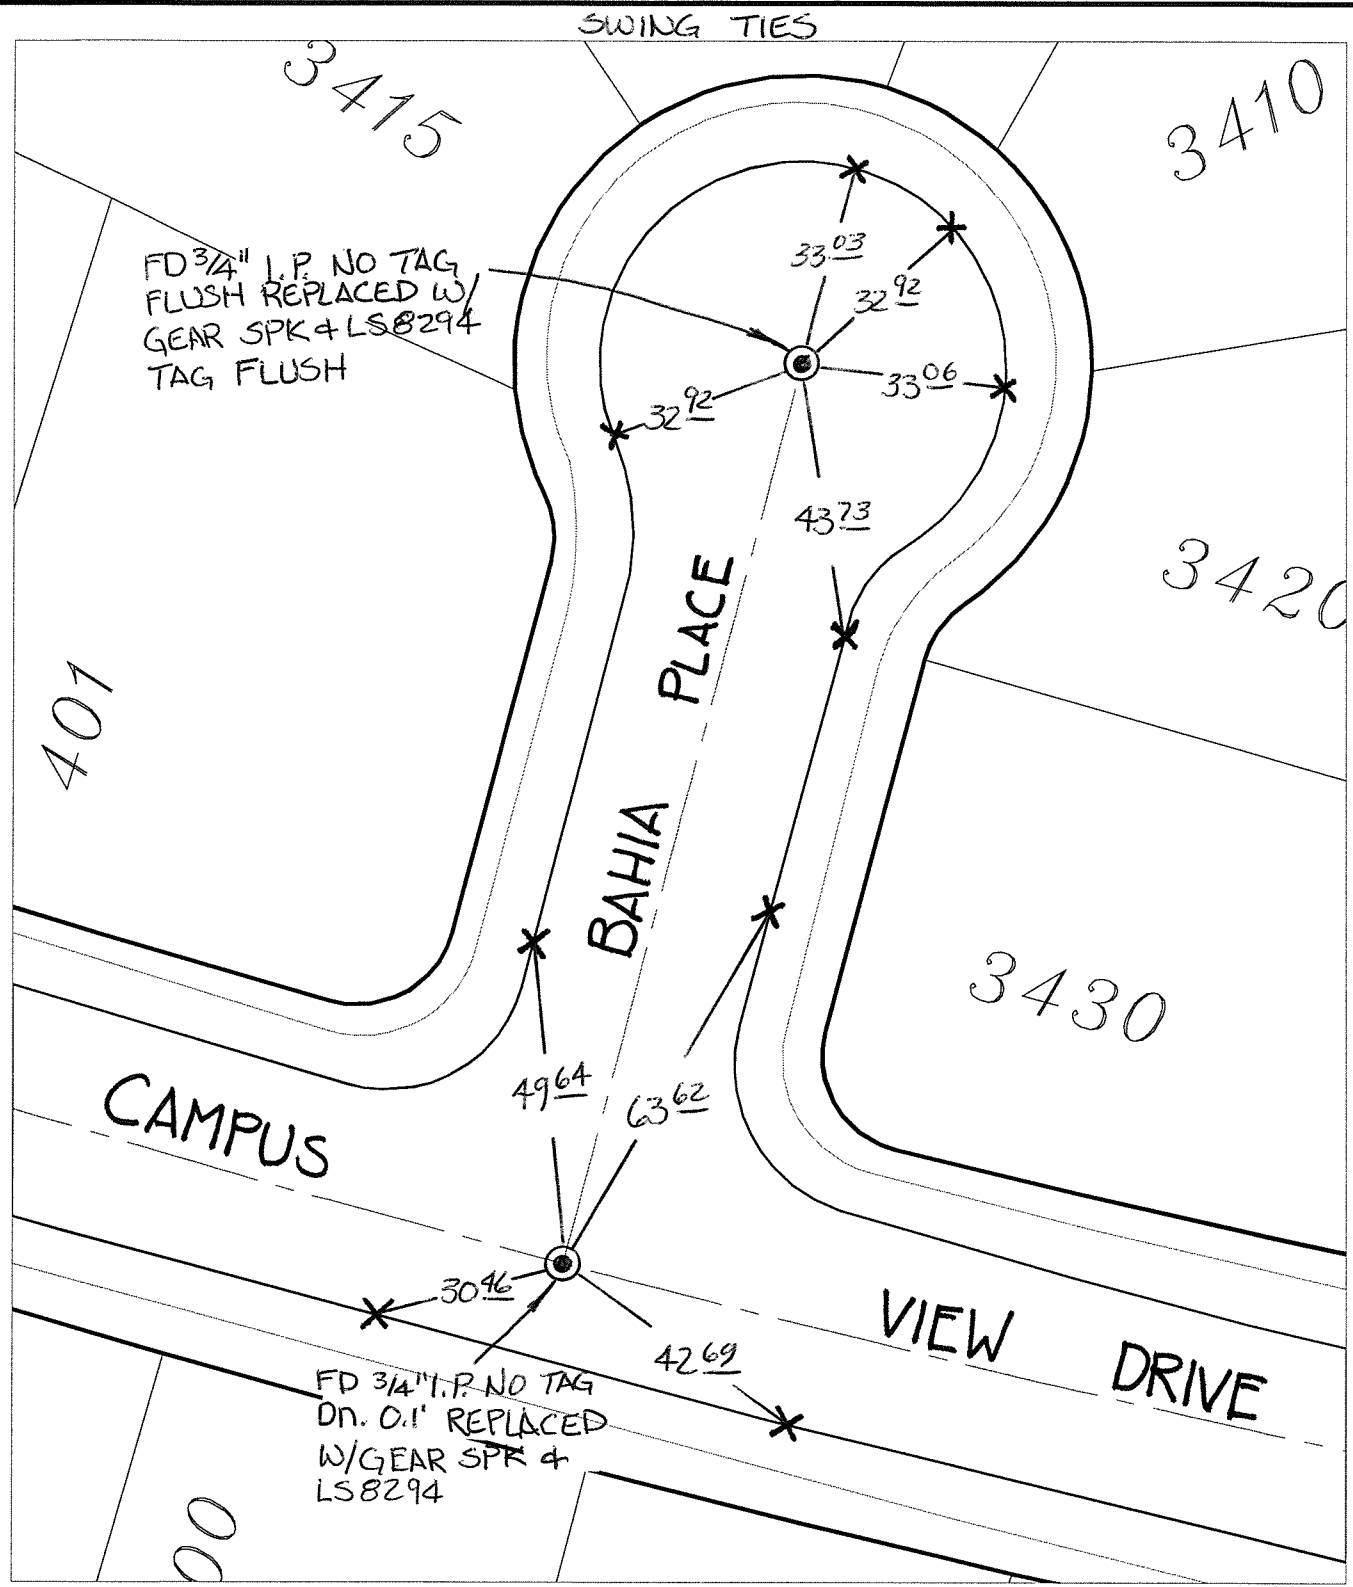 SWING TIES
3415
3410
FD 3/4" I.P. NO TAG
FLUSH REPLACED W/
GEAR SPK & LS8294
TAG FLUSH
33 03
32 92
33 06
32 92
43 73
3420
BAHIA PLACE
401
3430
49 64
63 62
CAMPUS VIEW DRIVE
30 46
42 69
FD 3/4" I.P. NO TAG
Dn. 0.1' REPLACED
W/GEAR SPK &
LS8294
00